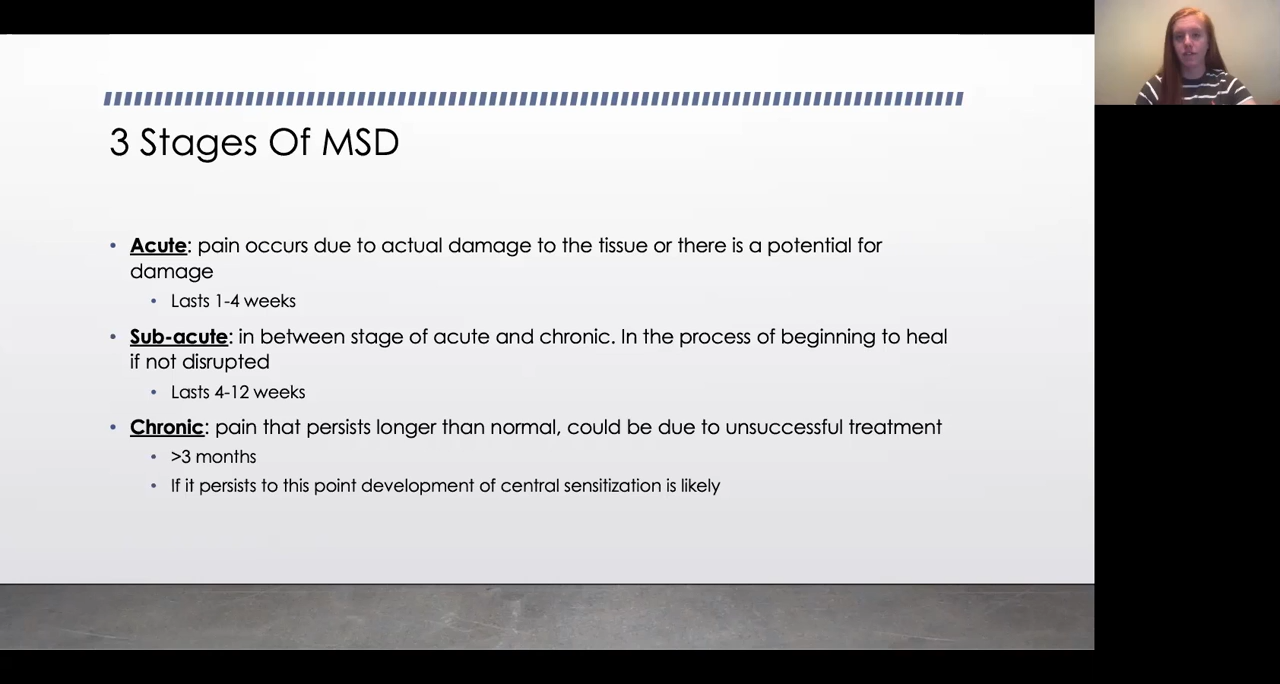 3 Stages Of MSD
• Acute: pain occurs due to actual damage to the tissue or there is a potential for
damage
• Lasts 1-4 weeks
• Sub-acute: in between stage of acute and chronic. In the process of beginning to heal
if not disrupted
• Lasts 4-12 weeks
• Chronic: pain that persists longer than normal, could be due to unsuccessful treatment
• >3 months
• If it persists to this point development of central sensitization is likely